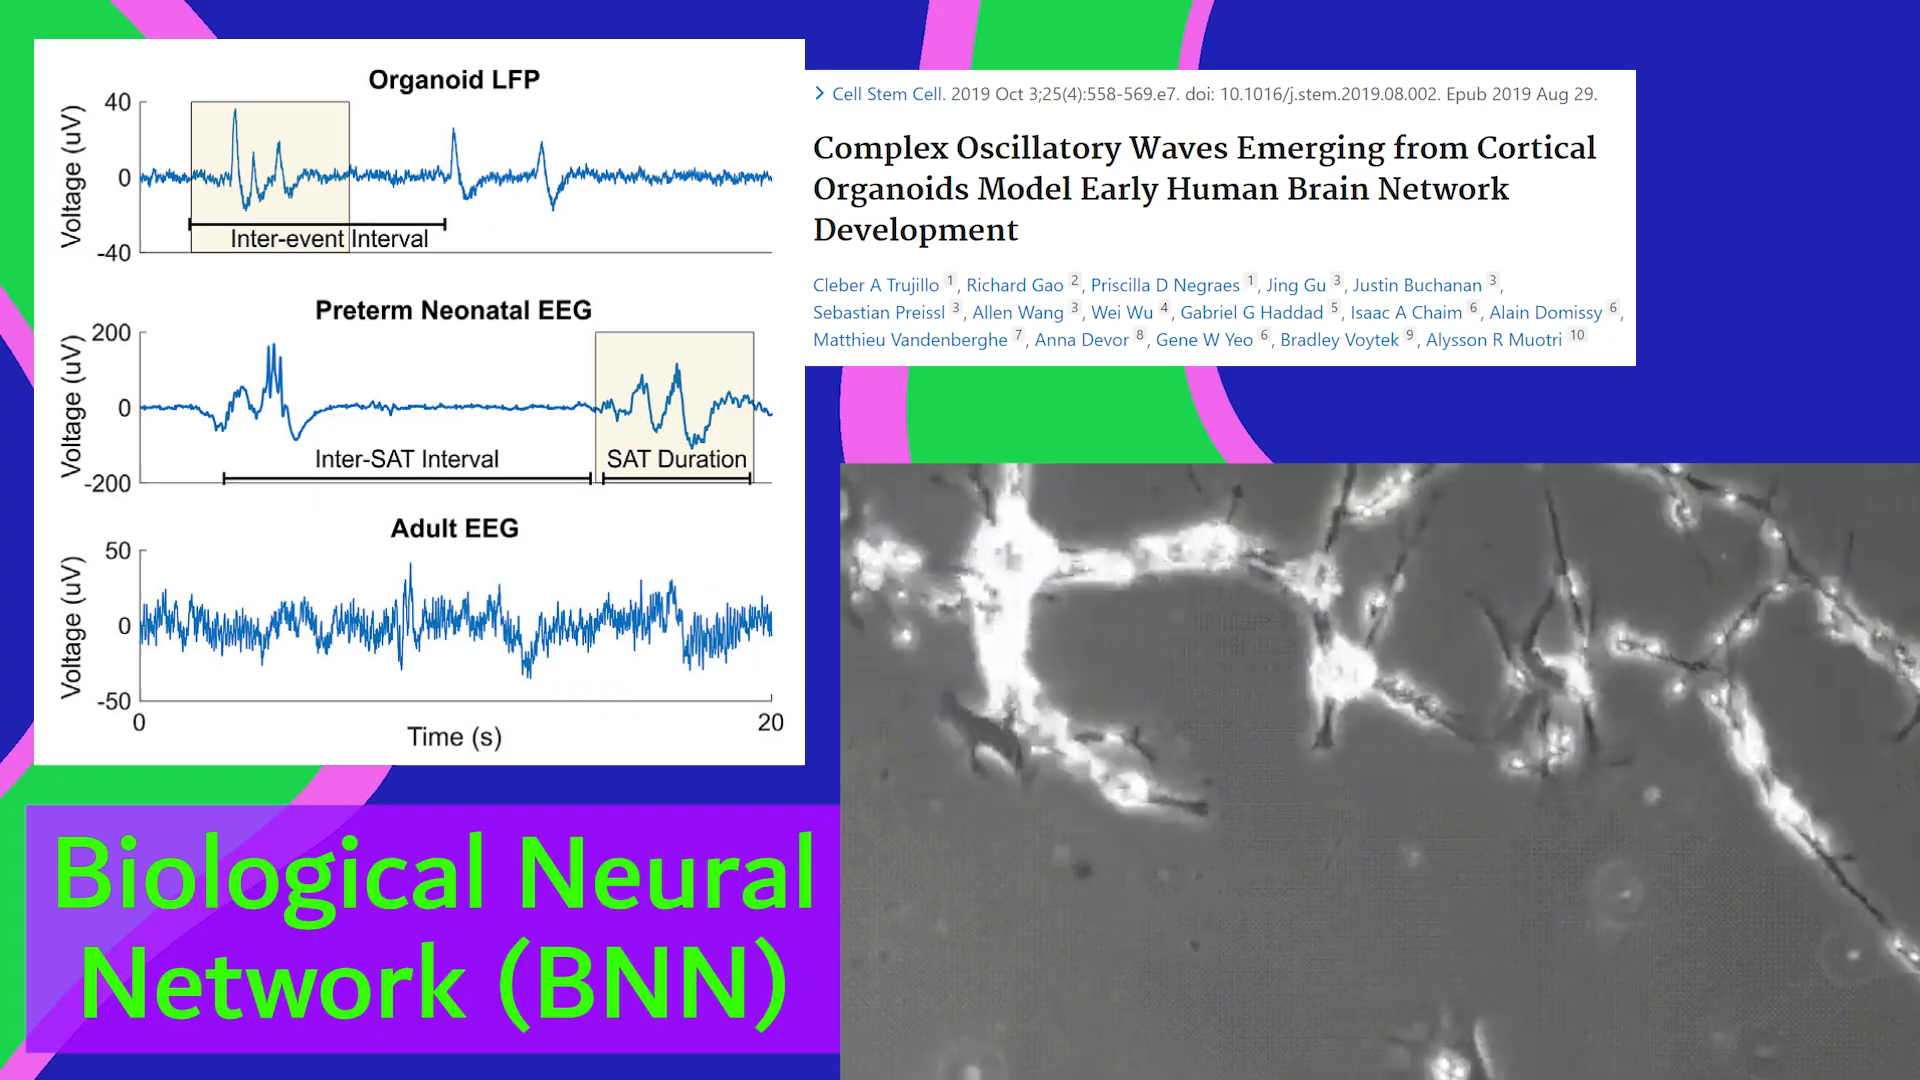 Organoid LFP
40
0
-40
Voltage (uV)
Inter-event Interval
Preterm Neonatal EEG
200
0
-200
Voltage (uV)
Inter-SAT Interval
SAT Duration
Adult EEG
50
0
-50
Voltage (uV)
0
20
Time (s)
> Cell Stem Cell. 2019 Oct 3;25(4):558-569.e7. doi: 10.1016/j.stem.2019.08.002. Epub 2019 Aug 29.
Complex Oscillatory Waves Emerging from Cortical
Organoids Model Early Human Brain Network
Development
Cleber A Trujillo 1, Richard Gao 2, Priscilla D Negraes 1, Jing Gu 3, Justin Buchanan 3,
Sebastian Preissl 3, Allen Wang 3, Wei Wu 4, Gabriel G Haddad 5, Isaac A Chaim 6, Alain Domissy 6,
Matthieu Vandenberghe 7, Anna Devor 8, Gene W Yeo 6, Bradley Voytek 9, Alysson R Muotri 10
Biological Neural
Network (BNN)